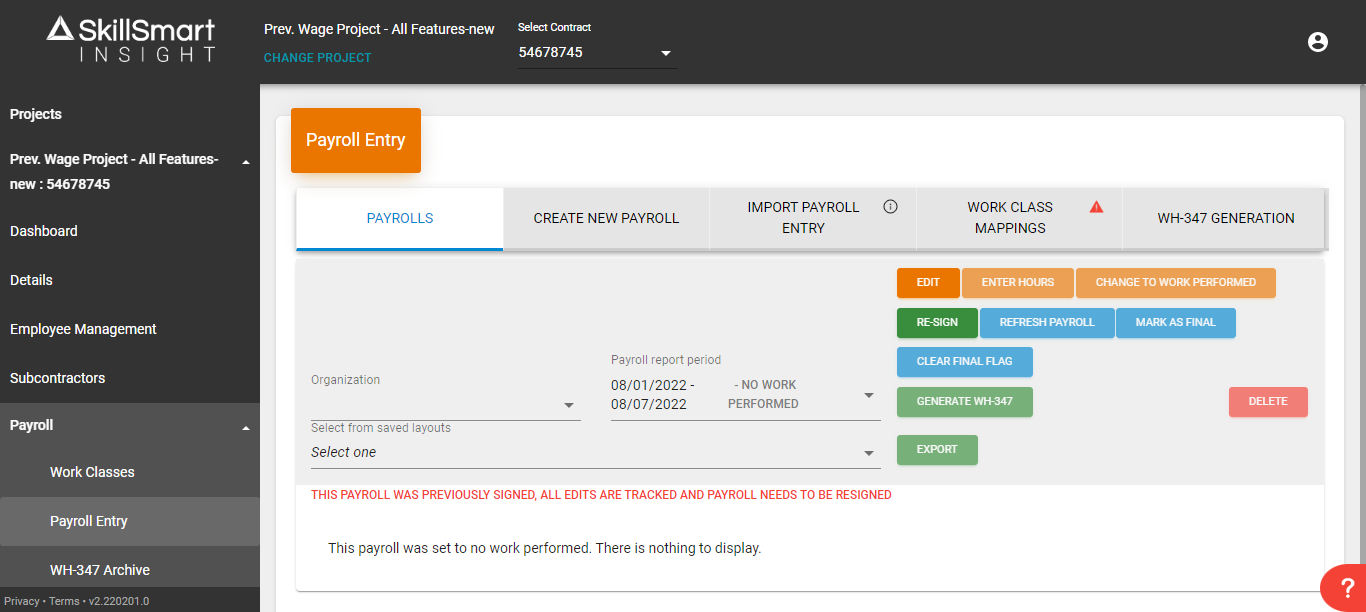 SkillSmart
INSIGHT
Prev. Wage Project - All Features-new
CHANGE PROJECT
Select Contract
54678745
Projects
Prev. Wage Project - All Features-
new : 54678745
Dashboard
Details
Employee Management
Subcontractors
Payroll
Work Classes
Payroll Entry
WH-347 Archive
Privacy • Terms • v2.220201.0
Payroll Entry
PAYROLLS
CREATE NEW PAYROLL
IMPORT PAYROLL
ENTRY
WORK CLASS
MAPPINGS
WH-347 GENERATION
EDIT
ENTER HOURS
CHANGE TO WORK PERFORMED
RE-SIGN
REFRESH PAYROLL
MARK AS FINAL
CLEAR FINAL FLAG
GENERATE WH-347
DELETE
EXPORT
Organization
Payroll report period
08/01/2022 -
08/07/2022
- NO WORK
PERFORMED
Select from saved layouts
Select one
THIS PAYROLL WAS PREVIOUSLY SIGNED, ALL EDITS ARE TRACKED AND PAYROLL NEEDS TO BE RESIGNED
This payroll was set to no work performed. There is nothing to display.
?